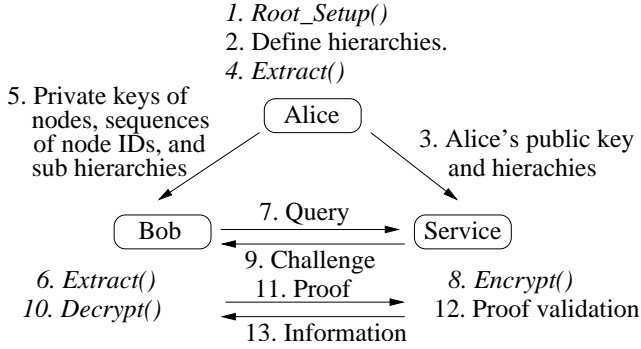 1. Root_Setup()
2. Define hierarchies.
4. Extract()
5. Private keys of
nodes, sequences
of node IDs, and
sub hierarchies
Alice
3. Alice's public key
and hierachies
Bob
7. Query
Service
9. Challenge
6. Extract()
10. Decrypt()
11. Proof
8. Encrypt()
12. Proof validation
13. Information